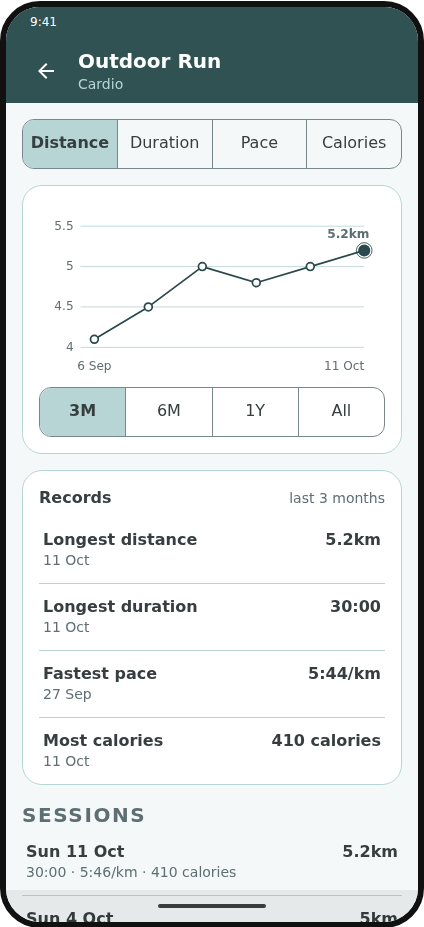 9:41
Outdoor Run
Cardio
Distance Duration Pace Calories
5.5
5.2km
5
4.5
4
6 Sep 11 Oct
3M 6M 1Y All
Records last 3 months
Longest distance 5.2km
11 Oct
Longest duration 30:00
11 Oct
Fastest pace 5:44/km
27 Sep
Most calories 410 calories
11 Oct
SESSIONS
Sun 11 Oct 5.2km
30:00 · 5:46/km · 410 calories
Sun 4 Oct 5km